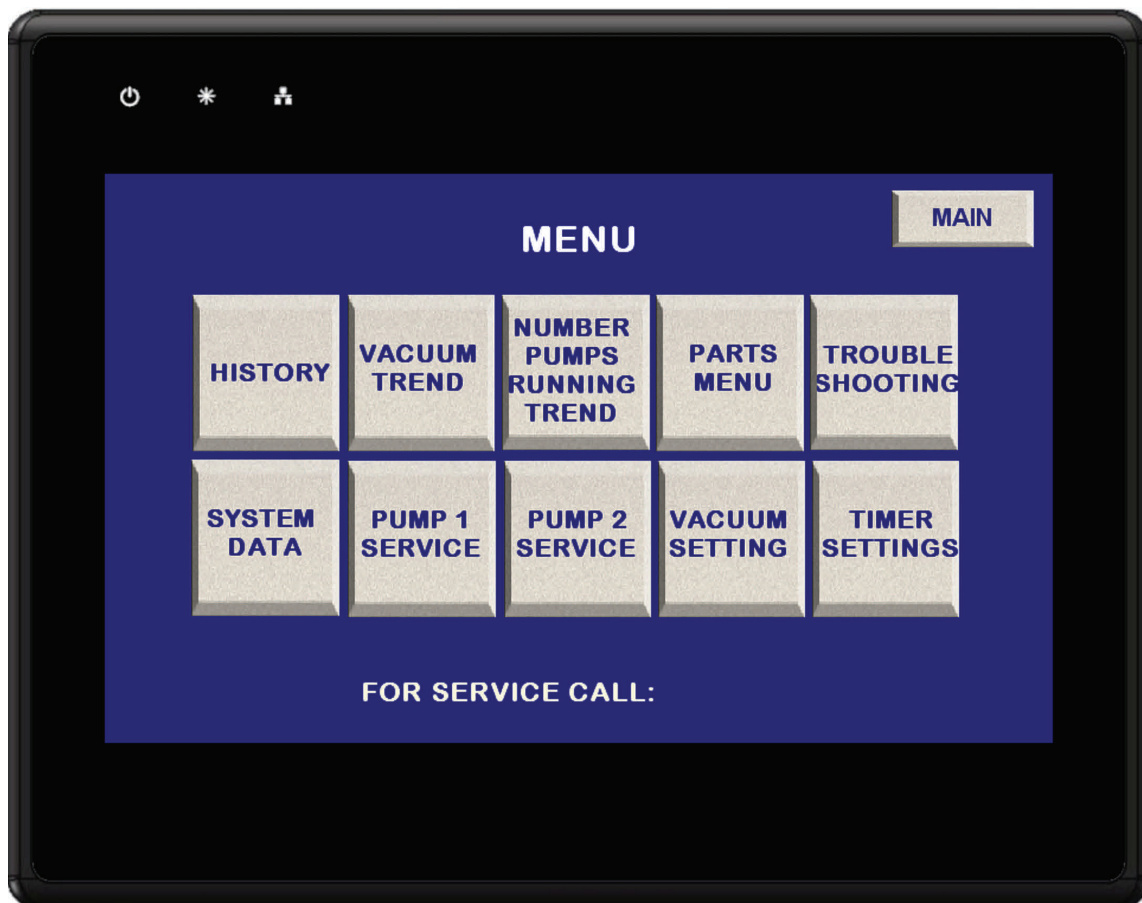 MAIN
MENU
HISTORY
VACUUM
TREND
NUMBER
PUMPS
RUNNING
TREND
PARTS
MENU
TROUBLE
SHOOTING
SYSTEM
DATA
PUMP 1
SERVICE
PUMP 2
SERVICE
VACUUM
SETTING
TIMER
SETTINGS
FOR SERVICE CALL: